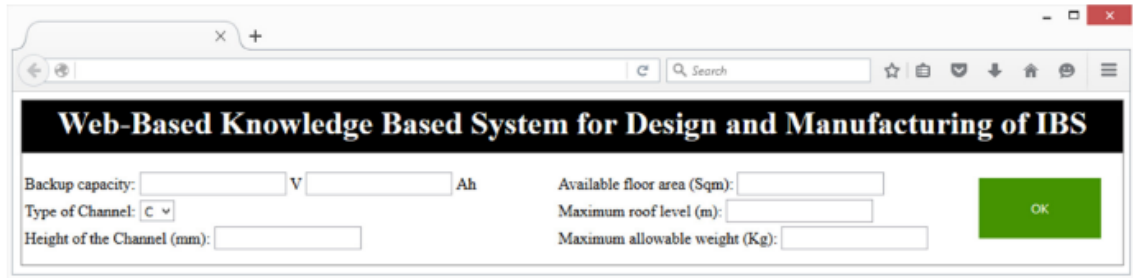 Search
Web-Based Knowledge Based System for Design and Manufacturing of IBS
Backup capacity: V Ah Available floor area (Sqm):
Type of Channel: C Maximum roof level (m): OK
Height of the Channel (mm): Maximum allowable weight (Kg):